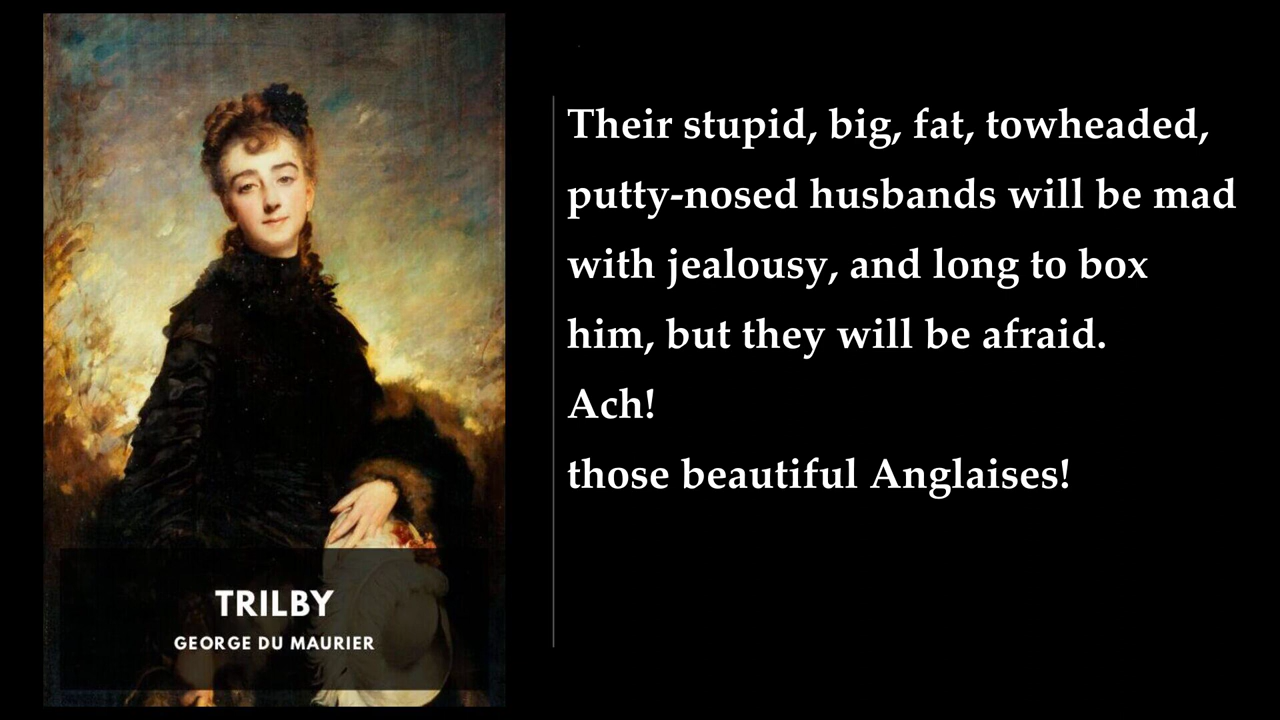 TRILBY
GEORGE DU MAURIER
Their stupid, big, fat, towheaded,
putty-nosed husbands will be mad
with jealousy, and long to box
him, but they will be afraid.
Ach!
those beautiful Anglaises!